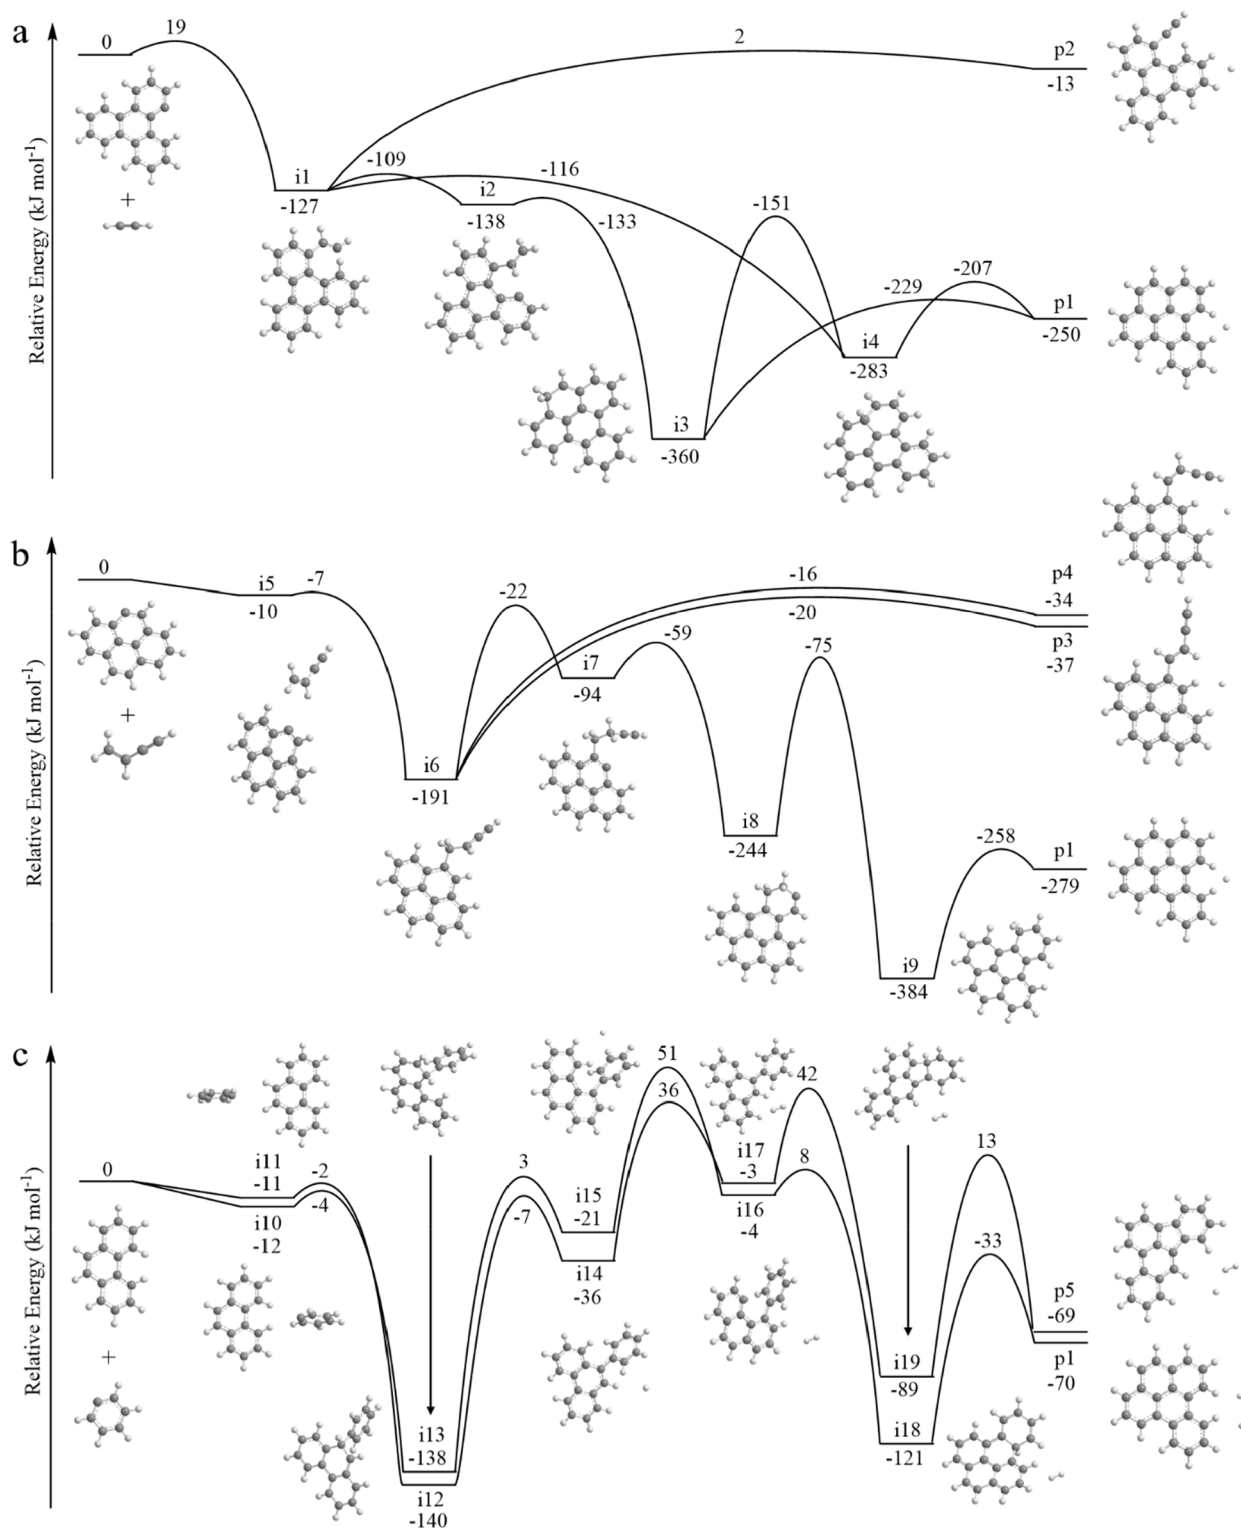 a
Relative Energy (kJ mol-1)
0
19
+
i1
-127
-109
i2
-138
-116
-133
2
p2
-13
-151
i3
-360
-229
-207
i4
-283
p1
-250
b
Relative Energy (kJ mol-1)
0
+
i5
-10
-7
i6
-191
-22
i7
-94
-59
-16
-20
p4
-34
p3
-37
-75
i8
-244
i9
-384
-258
p1
-279
c
Relative Energy (kJ mol-1)
0
+
i11
-11
i10
-12
-2
-4
i13
-138
i12
-140
3
-7
i15
-21
i14
-36
51
36
i17
-3
i16
-4
42
8
i19
-89
i18
-121
13
-33
p5
-69
p1
-70